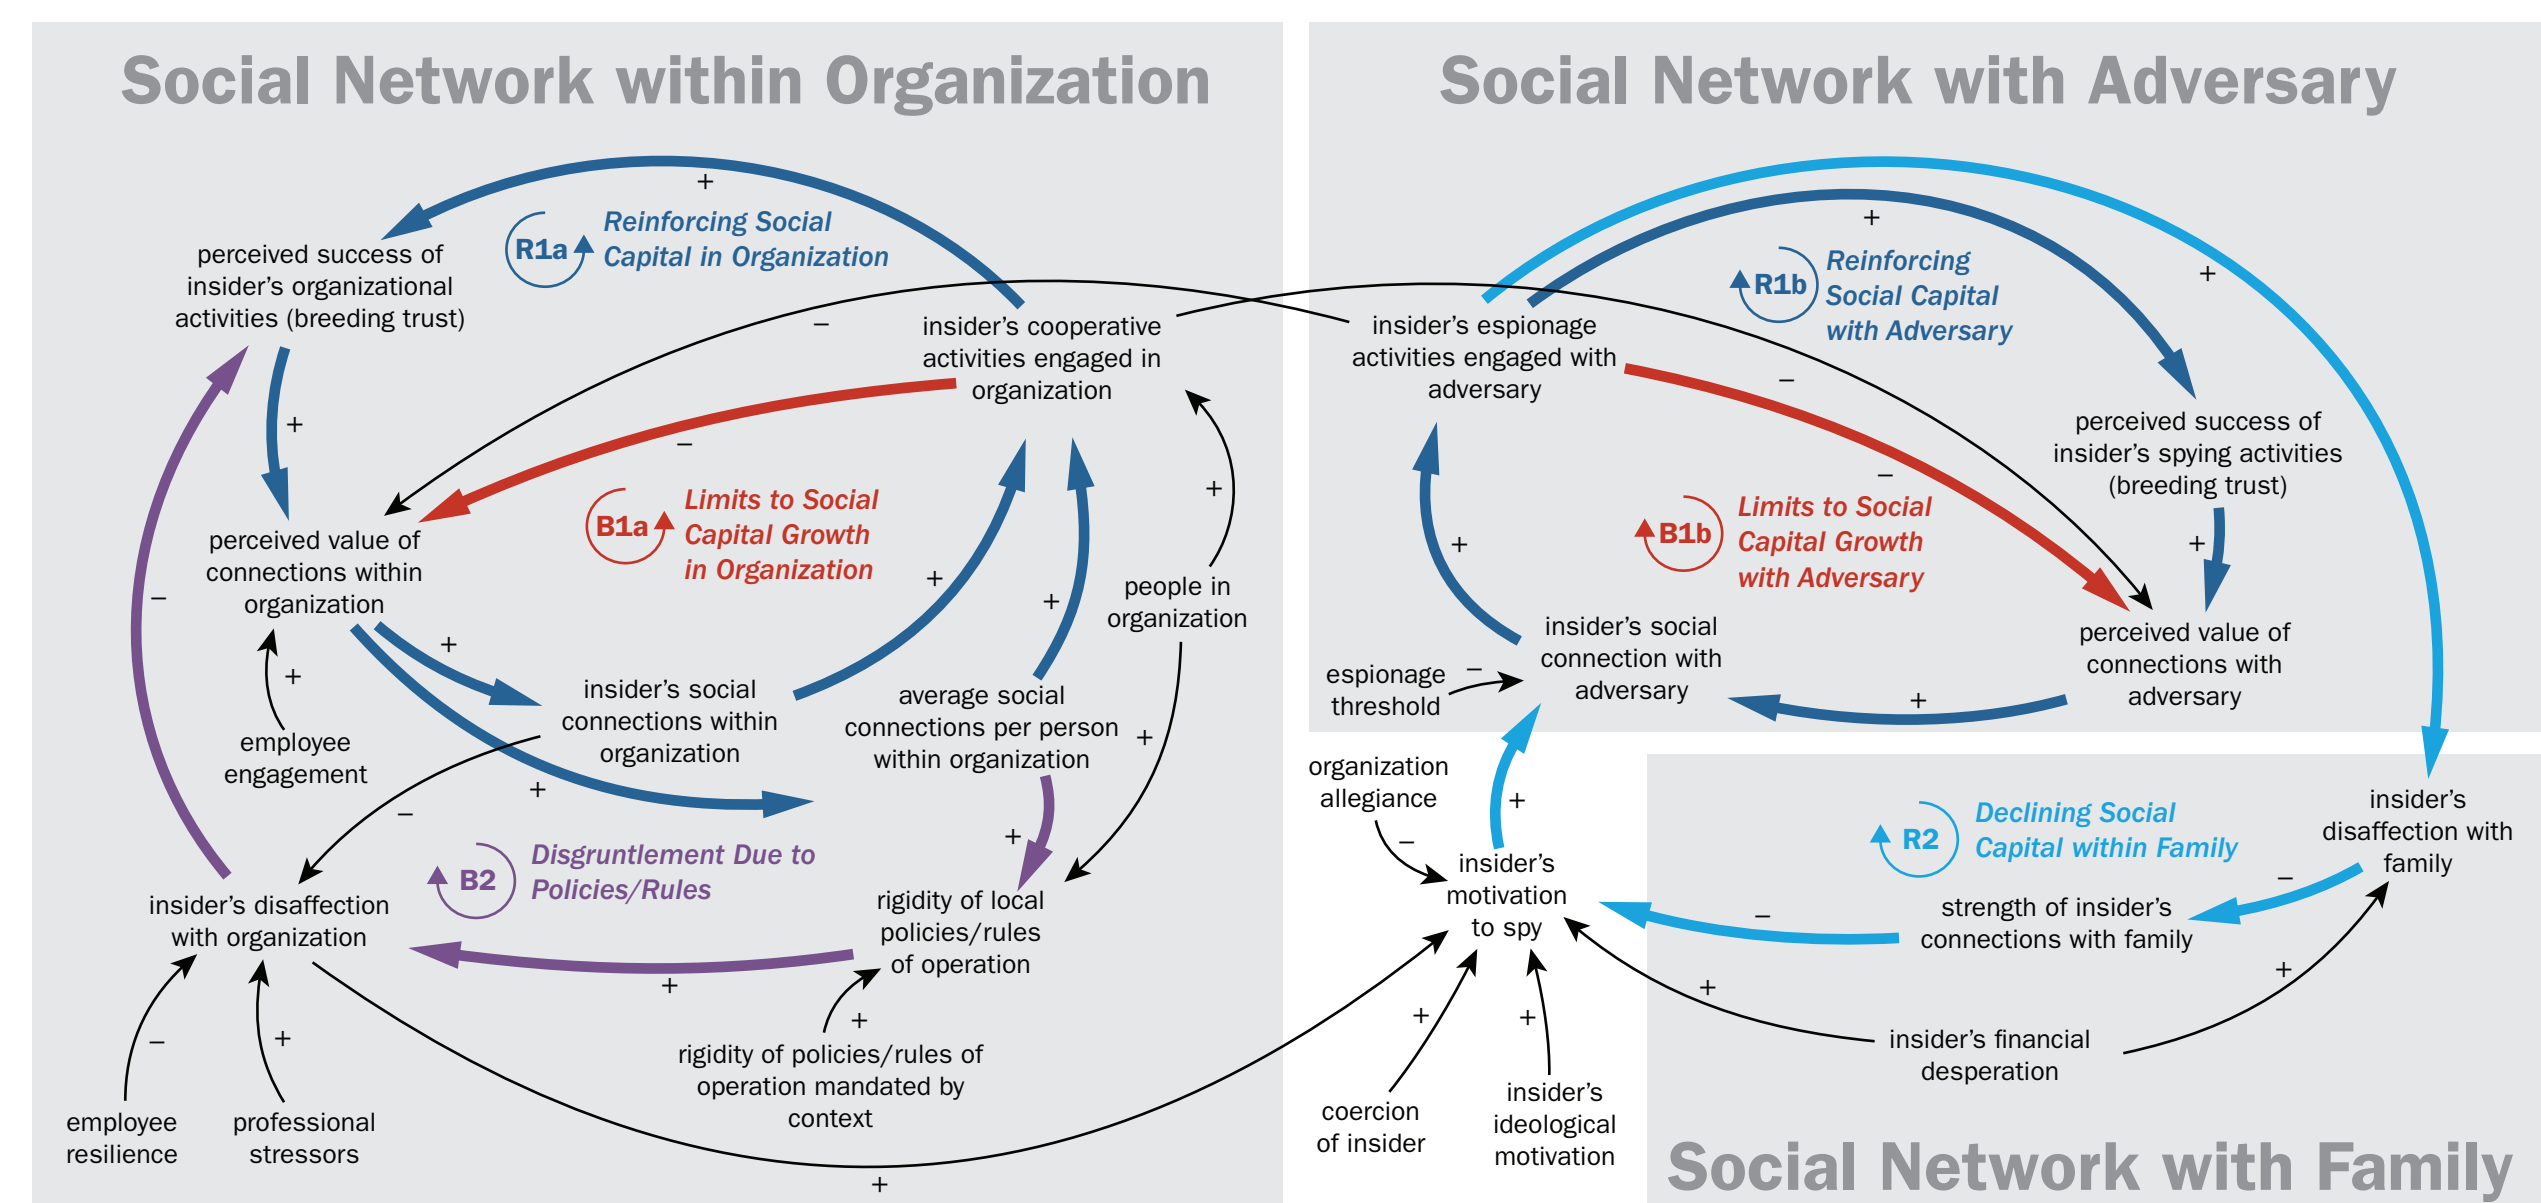 Social Network within Organization
+
R1a
Reinforcing Social
Capital in Organization
perceived success of
insider’s organizational
activities (breeding trust)
–
insider’s cooperative
activities engaged in
organization
+
–
+
B1a
Limits to Social
Capital Growth
in Organization
perceived value of
connections within
organization
–
+
+
people in
organization
+
+
employee
engagement
insider’s social
connections within
organization
average social
connections per person
within organization
+
+
–
+
B2
Disgruntlement Due to
Policies/Rules
insider’s disaffection
with organization
rigidity of local
policies/rules
of operation
+
–
+
+
rigidity of policies/rules of
operation mandated by
context
employee
resilience
professional
stressors
+
Social Network with Adversary
+
+
R1b
Reinforcing
Social Capital
with Adversary
insider’s espionage
activities engaged with
adversary
–
perceived success of
insider’s spying activities
(breeding trust)
–
B1b
Limits to Social
Capital Growth
with Adversary
+
+
insider’s social
connection with
adversary
perceived value of
connections with
adversary
espionage
threshold
–
+
organization
allegiance
–
+
insider’s
motivation
to spy
R2
Declining Social
Capital within Family
insider’s
disaffection with
family
–
strength of insider’s
connections with family
–
+
+
+
+
insider’s financial
desperation
coercion
of insider
insider’s
ideological
motivation
Social Network with Family